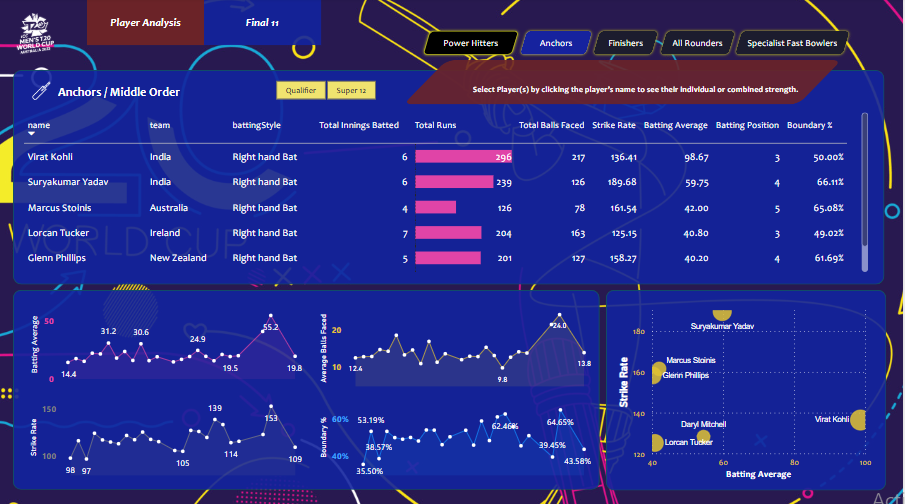 Player Analysis
Final 11
MEN'S T20
WORLD CUP
Power Hitters
Anchors
Finishers
All Rounders
Specialist Fast Bowlers
Anchors / Middle Order
Qualifier
Super 12
Select Player(s) by clicking the player's name to see their individual or combined strength.
name team battingStyle Total Innings Batted Total Runs Total Balls Faced Strike Rate Batting Average Batting Position Boundary %
Virat Kohli India Right hand Bat 6 296 217 136.41 98.67 3 50.00%
Suryakumar Yadav India Right hand Bat 6 239 126 189.68 59.75 4 66.11%
Marcus Stoinis Australia Right hand Bat 4 126 78 161.54 42.00 5 65.08%
Lorcan Tucker Ireland Right hand Bat 7 204 163 125.15 40.80 3 49.02%
Glenn Phillips New Zealand Right hand Bat 5 201 127 158.27 40.20 4 61.69%
WORLD CUP
Batting Average
50
0
14.4
31.2
30.6
24.9
19.5
55.2
19.8
Average Balls Faced
20
10
12.4
9.8
24.0
13.8
Strike Rate
150
100
98
97
105
139
114
153
109
Boundary %
60%
40%
53.19%
35.50%
38.57%
62.46%
39.45%
64.65%
43.58%
Strike Rate
180
160
140
120
Suryakumar Yadav
Marcus Stoinis
Glenn Phillips
Virat Kohli
Daryl Mitchell
Lorcan Tucker
40 60 80 100
Batting Average